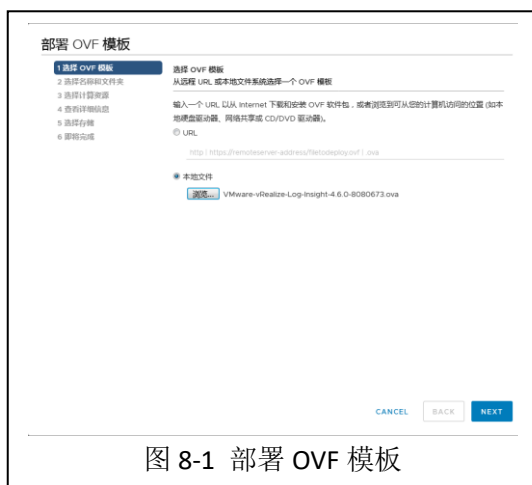 部署 OVF 模板
1 选择 OVF 模板
2 选择名称和文件夹
3 选择计算资源
4 查看详细信息
5 选择存储
6 即将完成
选择 OVF 模板
从远程 URL 或本地文件系统选择一个 OVF 模板
输入一个 URL 以从 Internet 下载和安装 OVF 软件包，或者浏览到可从您的计算机访问的位置 (如本
地硬盘驱动器、网络共享或 CD/DVD 驱动器)。
URL
http | https://remoteserver-address/filetodeploy.ovf | .ova
本地文件
浏览... VMware-vRealize-Log-Insight-4.6.0-8080673.ova
CANCEL BACK NEXT
图 8-1 部署 OVF 模板